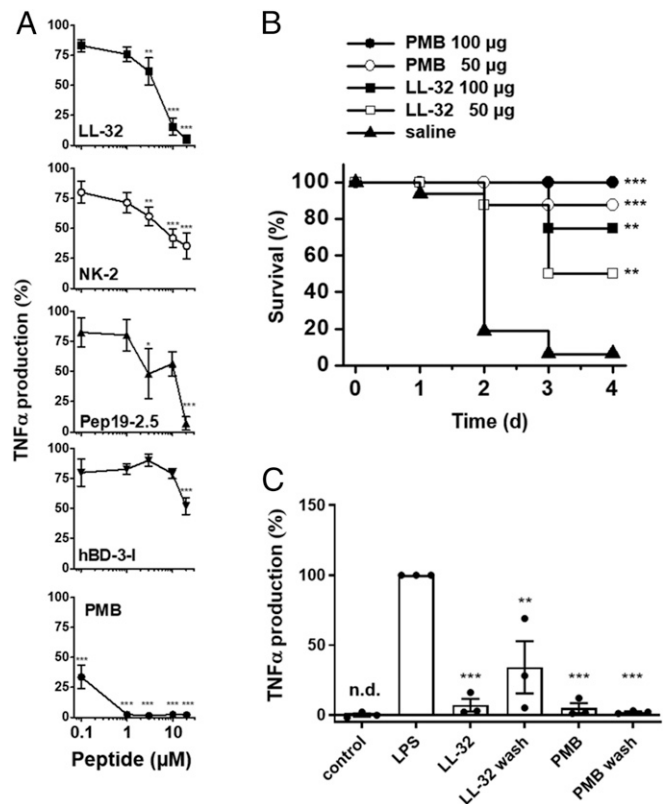 A
100
75
50
25
0
**
***
***
LL-32
100
75
50
25
0
**
***
***
NK-2
100
75
50
25
0
*
***
Pep19-2.5
100
75
50
25
0
***
hBD-3-I
100
75
50
25
0
PMB
***
***
***
***
***
0.1
1
10
Peptide (µM)
TNFα production (%)
B
PMB 100 µg
PMB 50 µg
LL-32 100 µg
LL-32 50 µg
saline
100
80
60
40
20
0
***
***
**
**
0
1
2
3
4
Survival (%)
Time (d)
C
150
100
50
0
TNFα production (%)
n.d.
***
**
***
***
control
LPS
LL-32
LL-32 wash
PMB
PMB wash